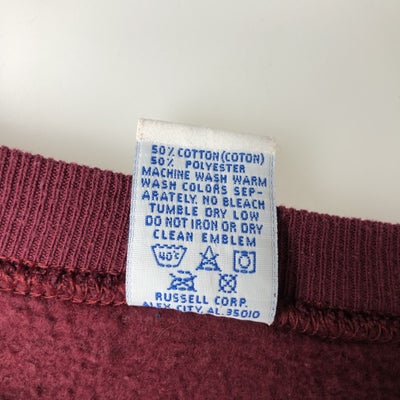 50% COTTON (COTON)
50% POLYESTER
MACHINE WASH WARM
WASH COLORS SEP-
ARATELY. NO BLEACH
TUMBLE DRY LOW
DO NOT IRON OR DRY
CLEAN EMBLEM
40°C
RUSSELL CORP.
ALEX CITY, AL. 35010